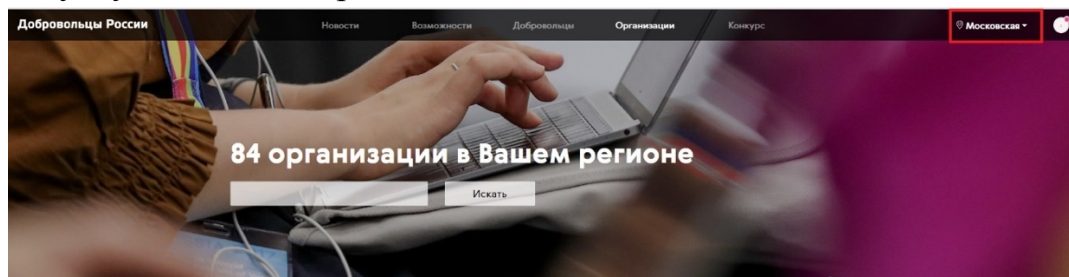 Добровольцы России
Новости Возможности Добровольцы Организации Конкурс
Московская
84 организации в Вашем регионе
Искать